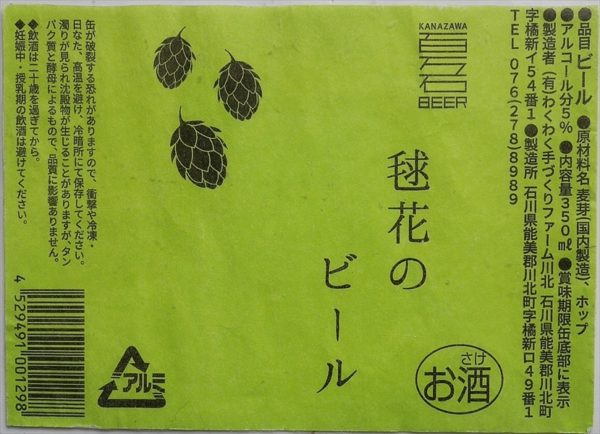 ●品目 ビール ●原材料名 麦芽(国内製造)、ホップ
●アルコール分5% ●内容量350㎖ ●賞味期限缶底部に表示
●製造者 (有)わくわく手づくりファーム川北 石川県能美郡川北町
字橘新イ54番1 ●製造所 石川県能美郡川北町字橘新ロ49番1
TEL 076(278)8989
KANAZAWA
百万石
BEER
毬花の
ビール
さけ
お酒
缶が破裂する恐れがありますので、衝撃や冷凍・
日なた、高温を避け、冷暗所にて保存してください。
濁りが見られ沈殿物が生じることがありますが、タン
パク質と酵母によるもので、品質に影響ありません。
◆飲酒は二十歳を過ぎてから。
◆妊娠中・授乳期の飲酒は避けてください。
アルミ
4529491001298